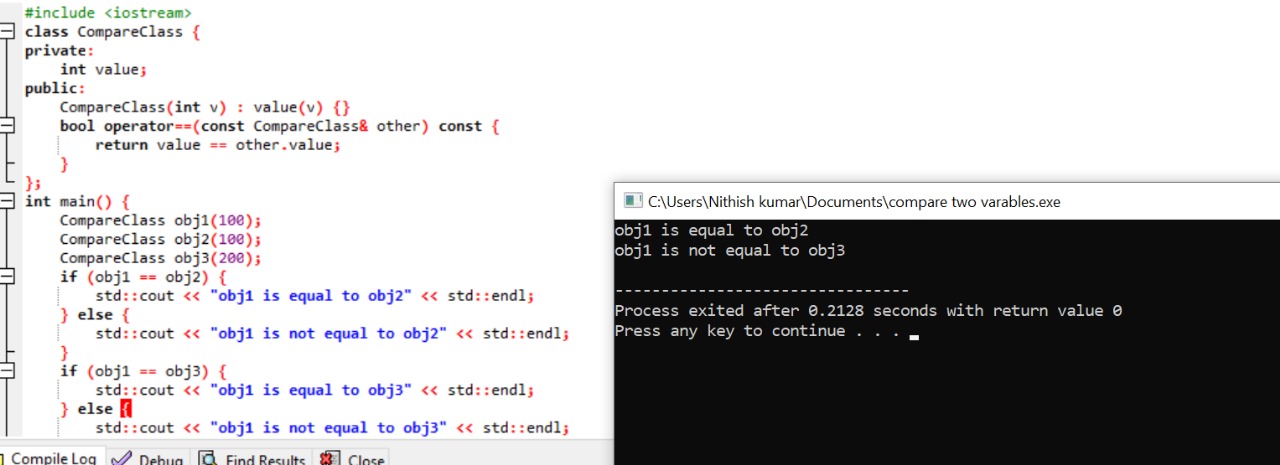 #include <iostream>
class CompareClass {
private:
    int value;
public:
    CompareClass(int v) : value(v) {}
    bool operator==(const CompareClass& other) const {
        return value == other.value;
    }
};
int main() {
    CompareClass obj1(100);
    CompareClass obj2(100);
    CompareClass obj3(200);
    if (obj1 == obj2) {
        std::cout << "obj1 is equal to obj2" << std::endl;
    } else {
        std::cout << "obj1 is not equal to obj2" << std::endl;
    }
    if (obj1 == obj3) {
        std::cout << "obj1 is equal to obj3" << std::endl;
    } else {
        std::cout << "obj1 is not equal to obj3" << std::endl;
Compile Log Debug Find Results Close
C:\Users\Nithish kumar\Documents\compare two varables.exe
obj1 is equal to obj2
obj1 is not equal to obj3
--------------------------------
Process exited after 0.2128 seconds with return value 0
Press any key to continue . . .